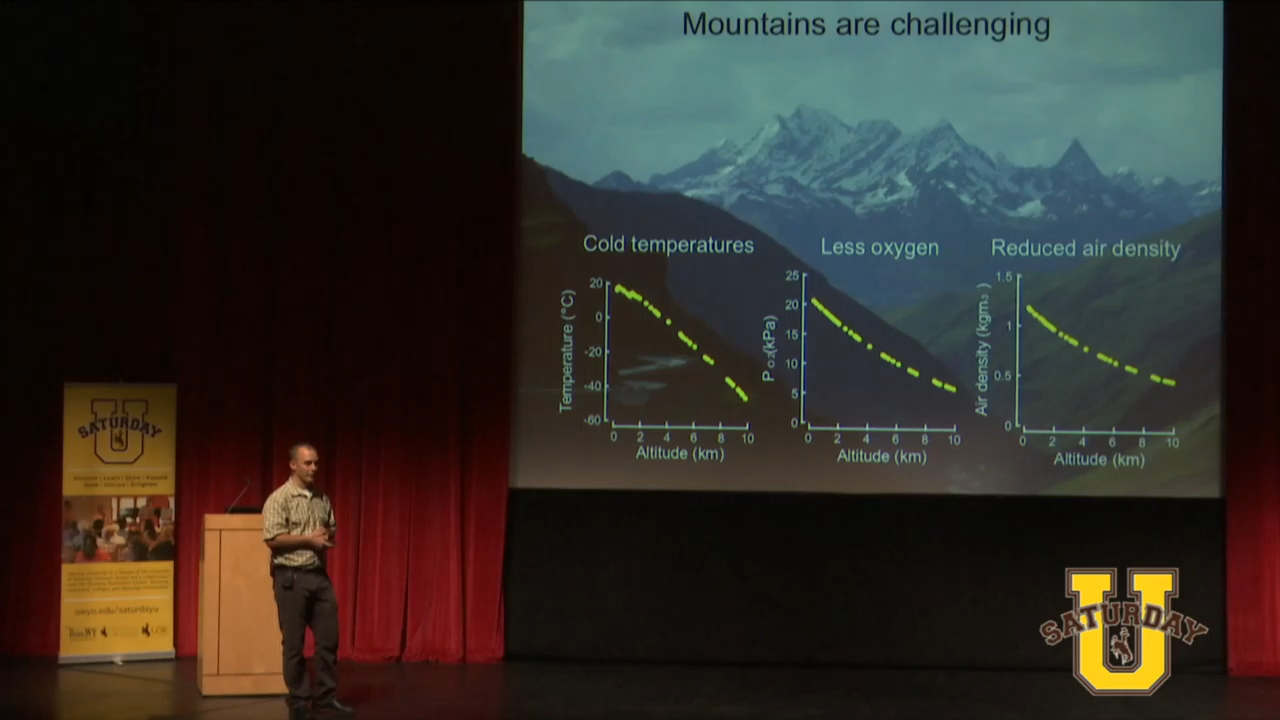 Mountains are challenging
Cold temperatures
Less oxygen
Reduced air density
Temperature (°C)
20
0
-20
-40
-60
0 2 4 6 8 10
Altitude (km)
P o₂(kPa)
25
20
15
10
5
0
0 2 4 6 8 10
Altitude (km)
Air density (kgm₃ )
1.5
1
0.5
0
0 2 4 6 8 10
Altitude (km)
U
SATURDAY
uwyo.edu/saturdayu
U
SATURDAY